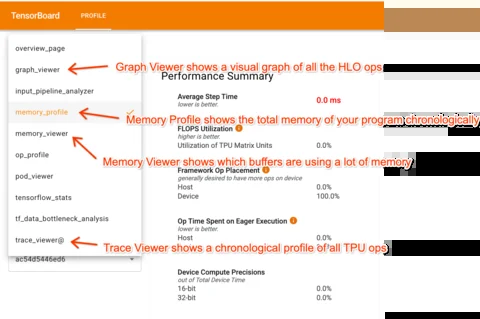 TensorBoard PROFILE
overview_page
graph_viewer
Graph Viewer shows a visual graph of all the HLO ops
input_pipeline_analyzer
Performance Summary
Average Step Time 0.0 ms
lower is better.
memory_profile
Memory Profile shows the total memory of your program chronologically
FLOPS Utilization
higher is better.
memory_viewer
Utilization of TPU Matrix Units 0.0%
op_profile
Memory Viewer shows which buffers are using a lot of memory
Framework Op Placement
generally desired to have more ops on device
pod_viewer
Host 0.0%
Device 100.0%
tensorflow_stats
tf_data_bottleneck_analysis
Op Time Spent on Eager Execution
lower is better.
trace_viewer@
Host 0.0%
Trace Viewer shows a chronological profile of all TPU ops
ac54d5446ed6
Device Compute Precisions
out of Total Device Time
16-bit 0.0%
32-bit 0.0%